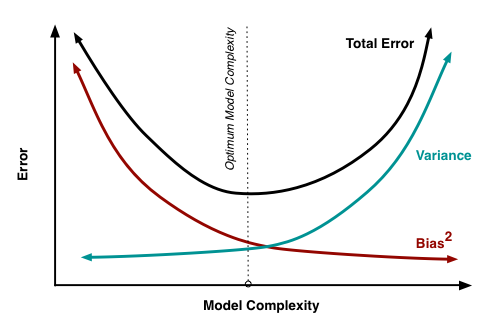 Total Error
Optimum Model Complexity
Error
Variance
Bias²
Model Complexity